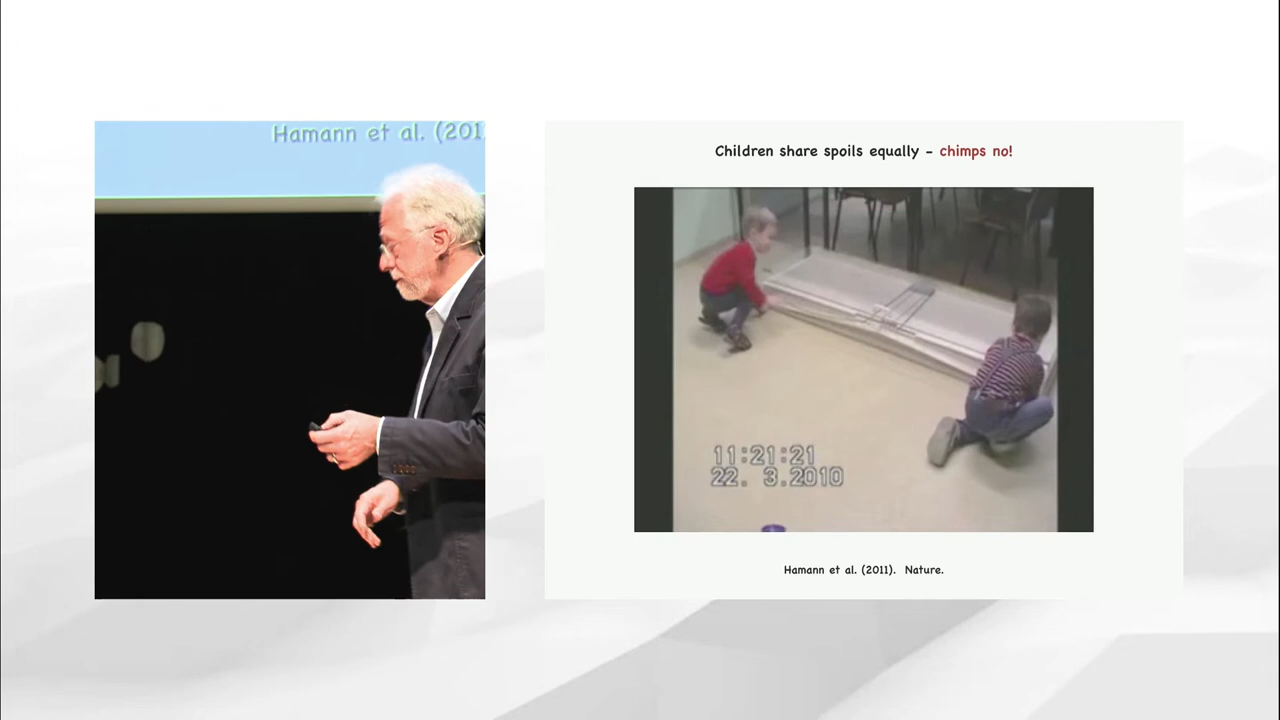 Hamann et al. (201
Children share spoils equally – chimps no!
11:21:21
22. 3.2010
Hamann et al. (2011). Nature.